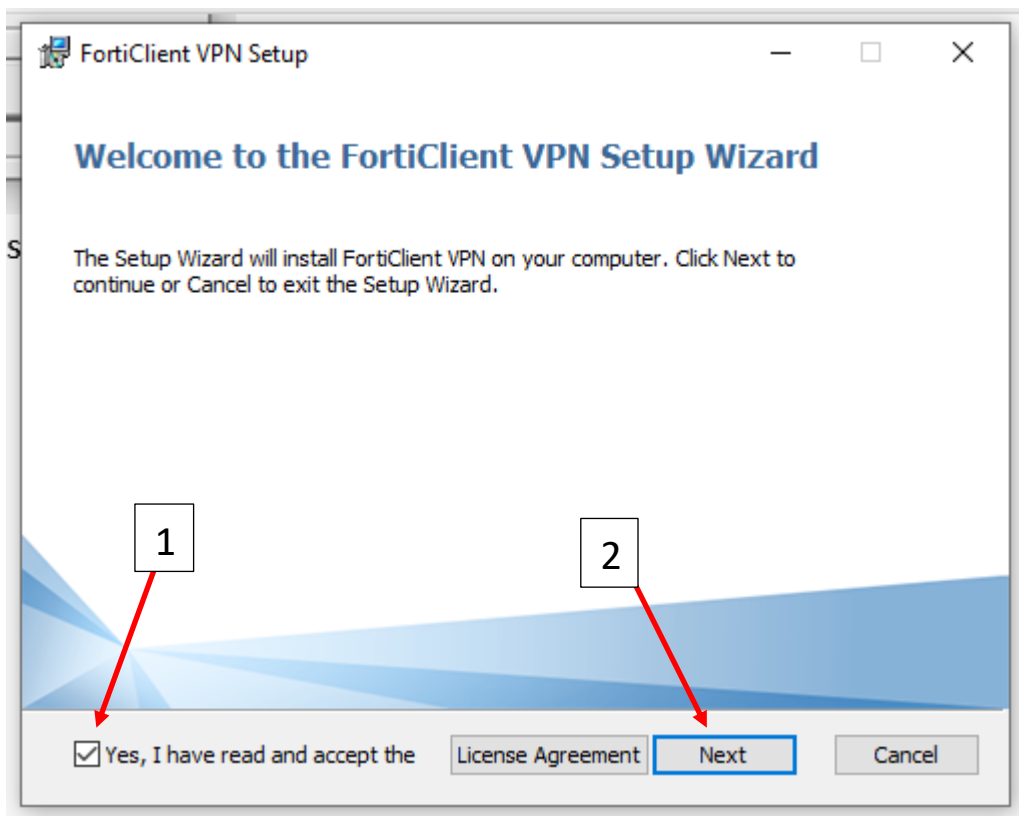 FortiClient VPN Setup
Welcome to the FortiClient VPN Setup Wizard
s
The Setup Wizard will install FortiClient VPN on your computer. Click Next to
continue or Cancel to exit the Setup Wizard.
1
2
Yes, I have read and accept the License Agreement Next Cancel